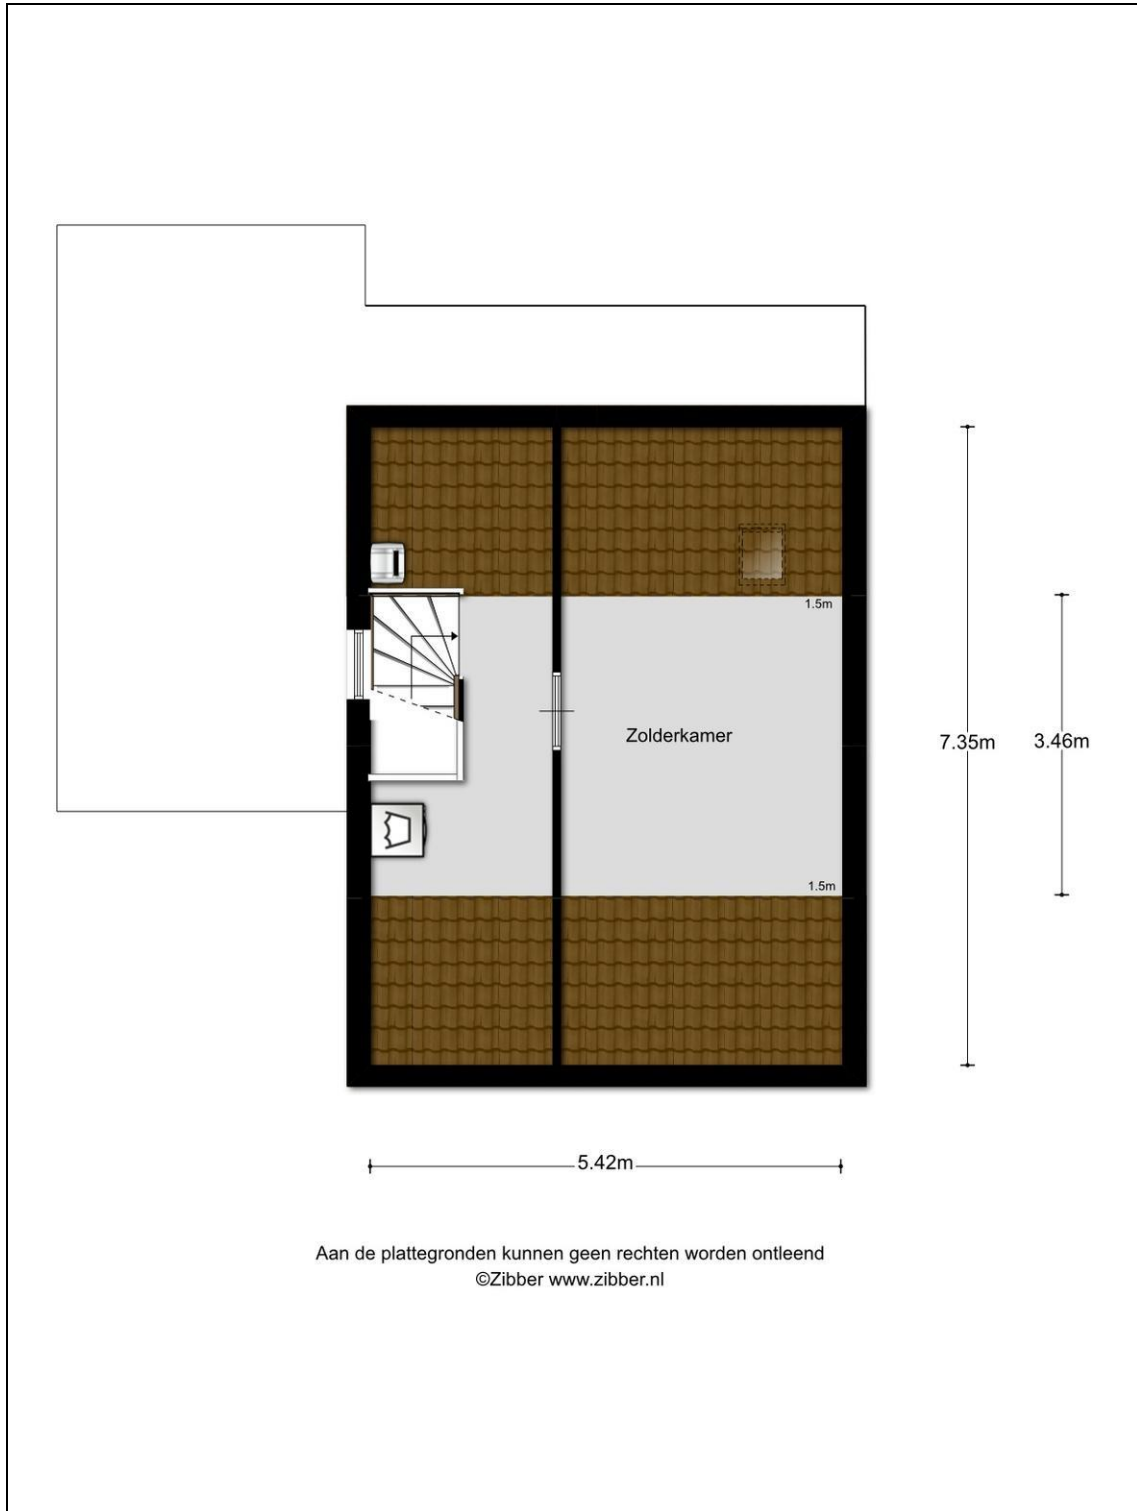 1.5m
Zolderkamer
7.35m
3.46m
1.5m
5.42m
Aan de plattegronden kunnen geen rechten worden ontleend
©Zibber www.zibber.nl